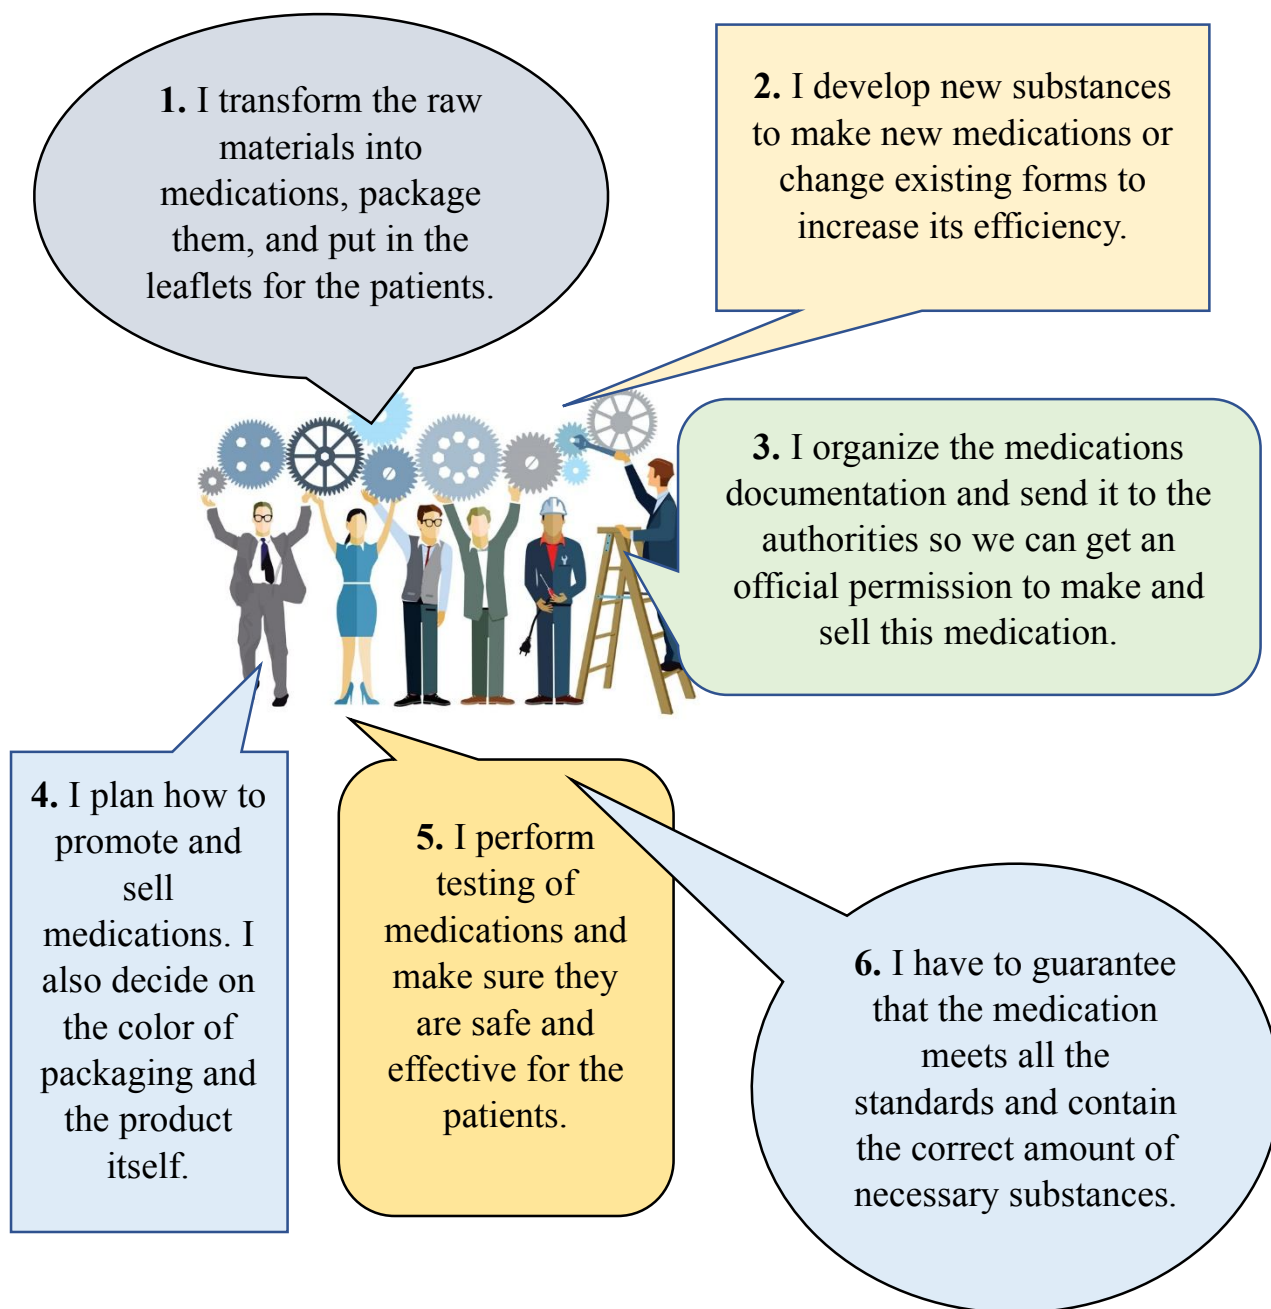 1. I transform the raw
materials into
medications, package
them, and put in the
leaflets for the patients.
2. I develop new substances
to make new medications or
change existing forms to
increase its efficiency.
3. I organize the medications
documentation and send it to the
authorities so we can get an
official permission to make and
sell this medication.
4. I plan how to
promote and
sell
medications. I
also decide on
the color of
packaging and
the product
itself.
5. I perform
testing of
medications and
make sure they
are safe and
effective for the
patients.
6. I have to guarantee
that the medication
meets all the
standards and contain
the correct amount of
necessary substances.